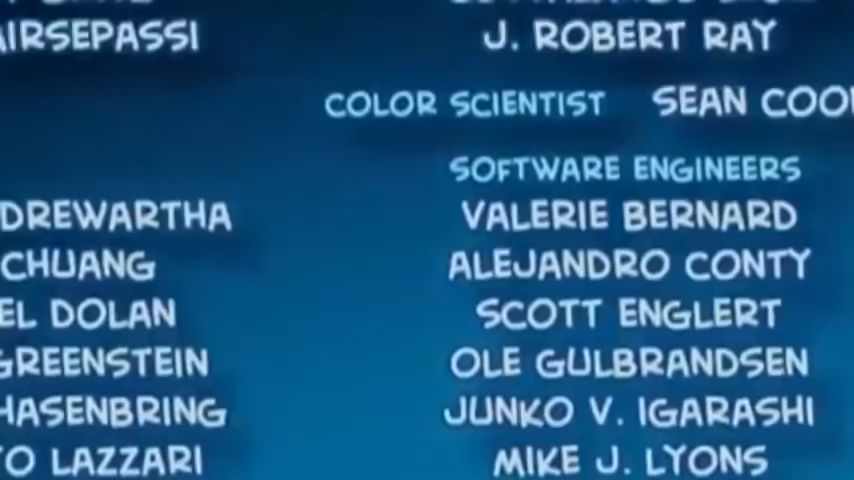 AIRSEPASSI
J. ROBERT RAY
COLOR SCIENTIST SEAN
SOFTWARE ENGINEERS
DREWARTHA
VALERIE BERNARD
CHUANG
ALEJANDRO CONTY
EL DOLAN
SCOTT ENGLERT
GREENSTEIN
OLE GULBRANDSEN
HASENBRING
JUNKO V. IGARASHI
O LAZZARI
MIKE J. LYONS